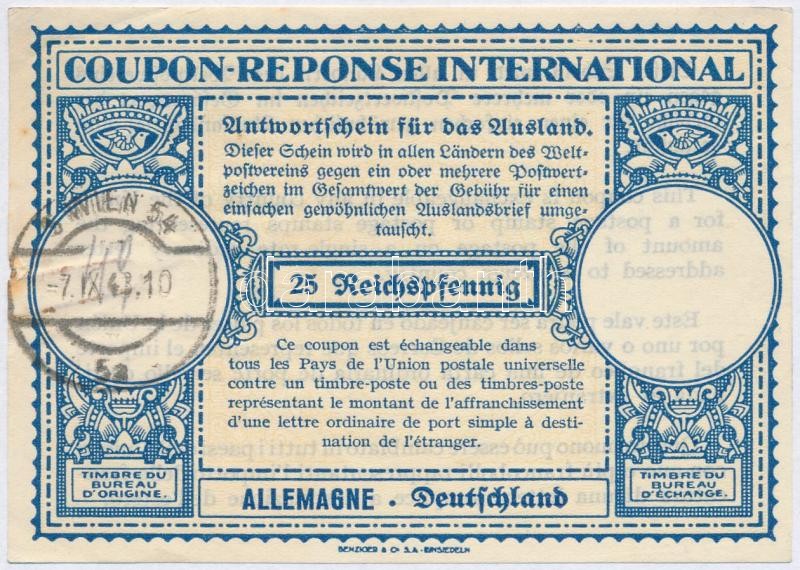 COUPON-REPONSE INTERNATIONAL
Antwortschein für das Ausland.
Dieser Schein wird in allen Ländern des Welt-
postvereins gegen ein oder mehrere Postwert-
zeichen im Gesamtwert der Gebühr für einen
einfachen gewöhnlichen Auslandsbrief umge-
tauscht.
WIEN 54
-7.IX
10
25 Reichspfennig
Ce coupon est échangeable dans
tous les pays de l'Union postale universelle
contre un timbre-poste ou des timbres-poste
représentant le montant de l'affranchissement
d'une lettre ordinaire de port simple à desti-
nation de l'étranger.
TIMBRE DU
BUREAU
D'ORIGINE.
TIMBRE DU
BUREAU
D'ÉCHANGE.
ALLEMAGNE . Deutschland
BENZIGER & Co S.A. - EINSIEDELN